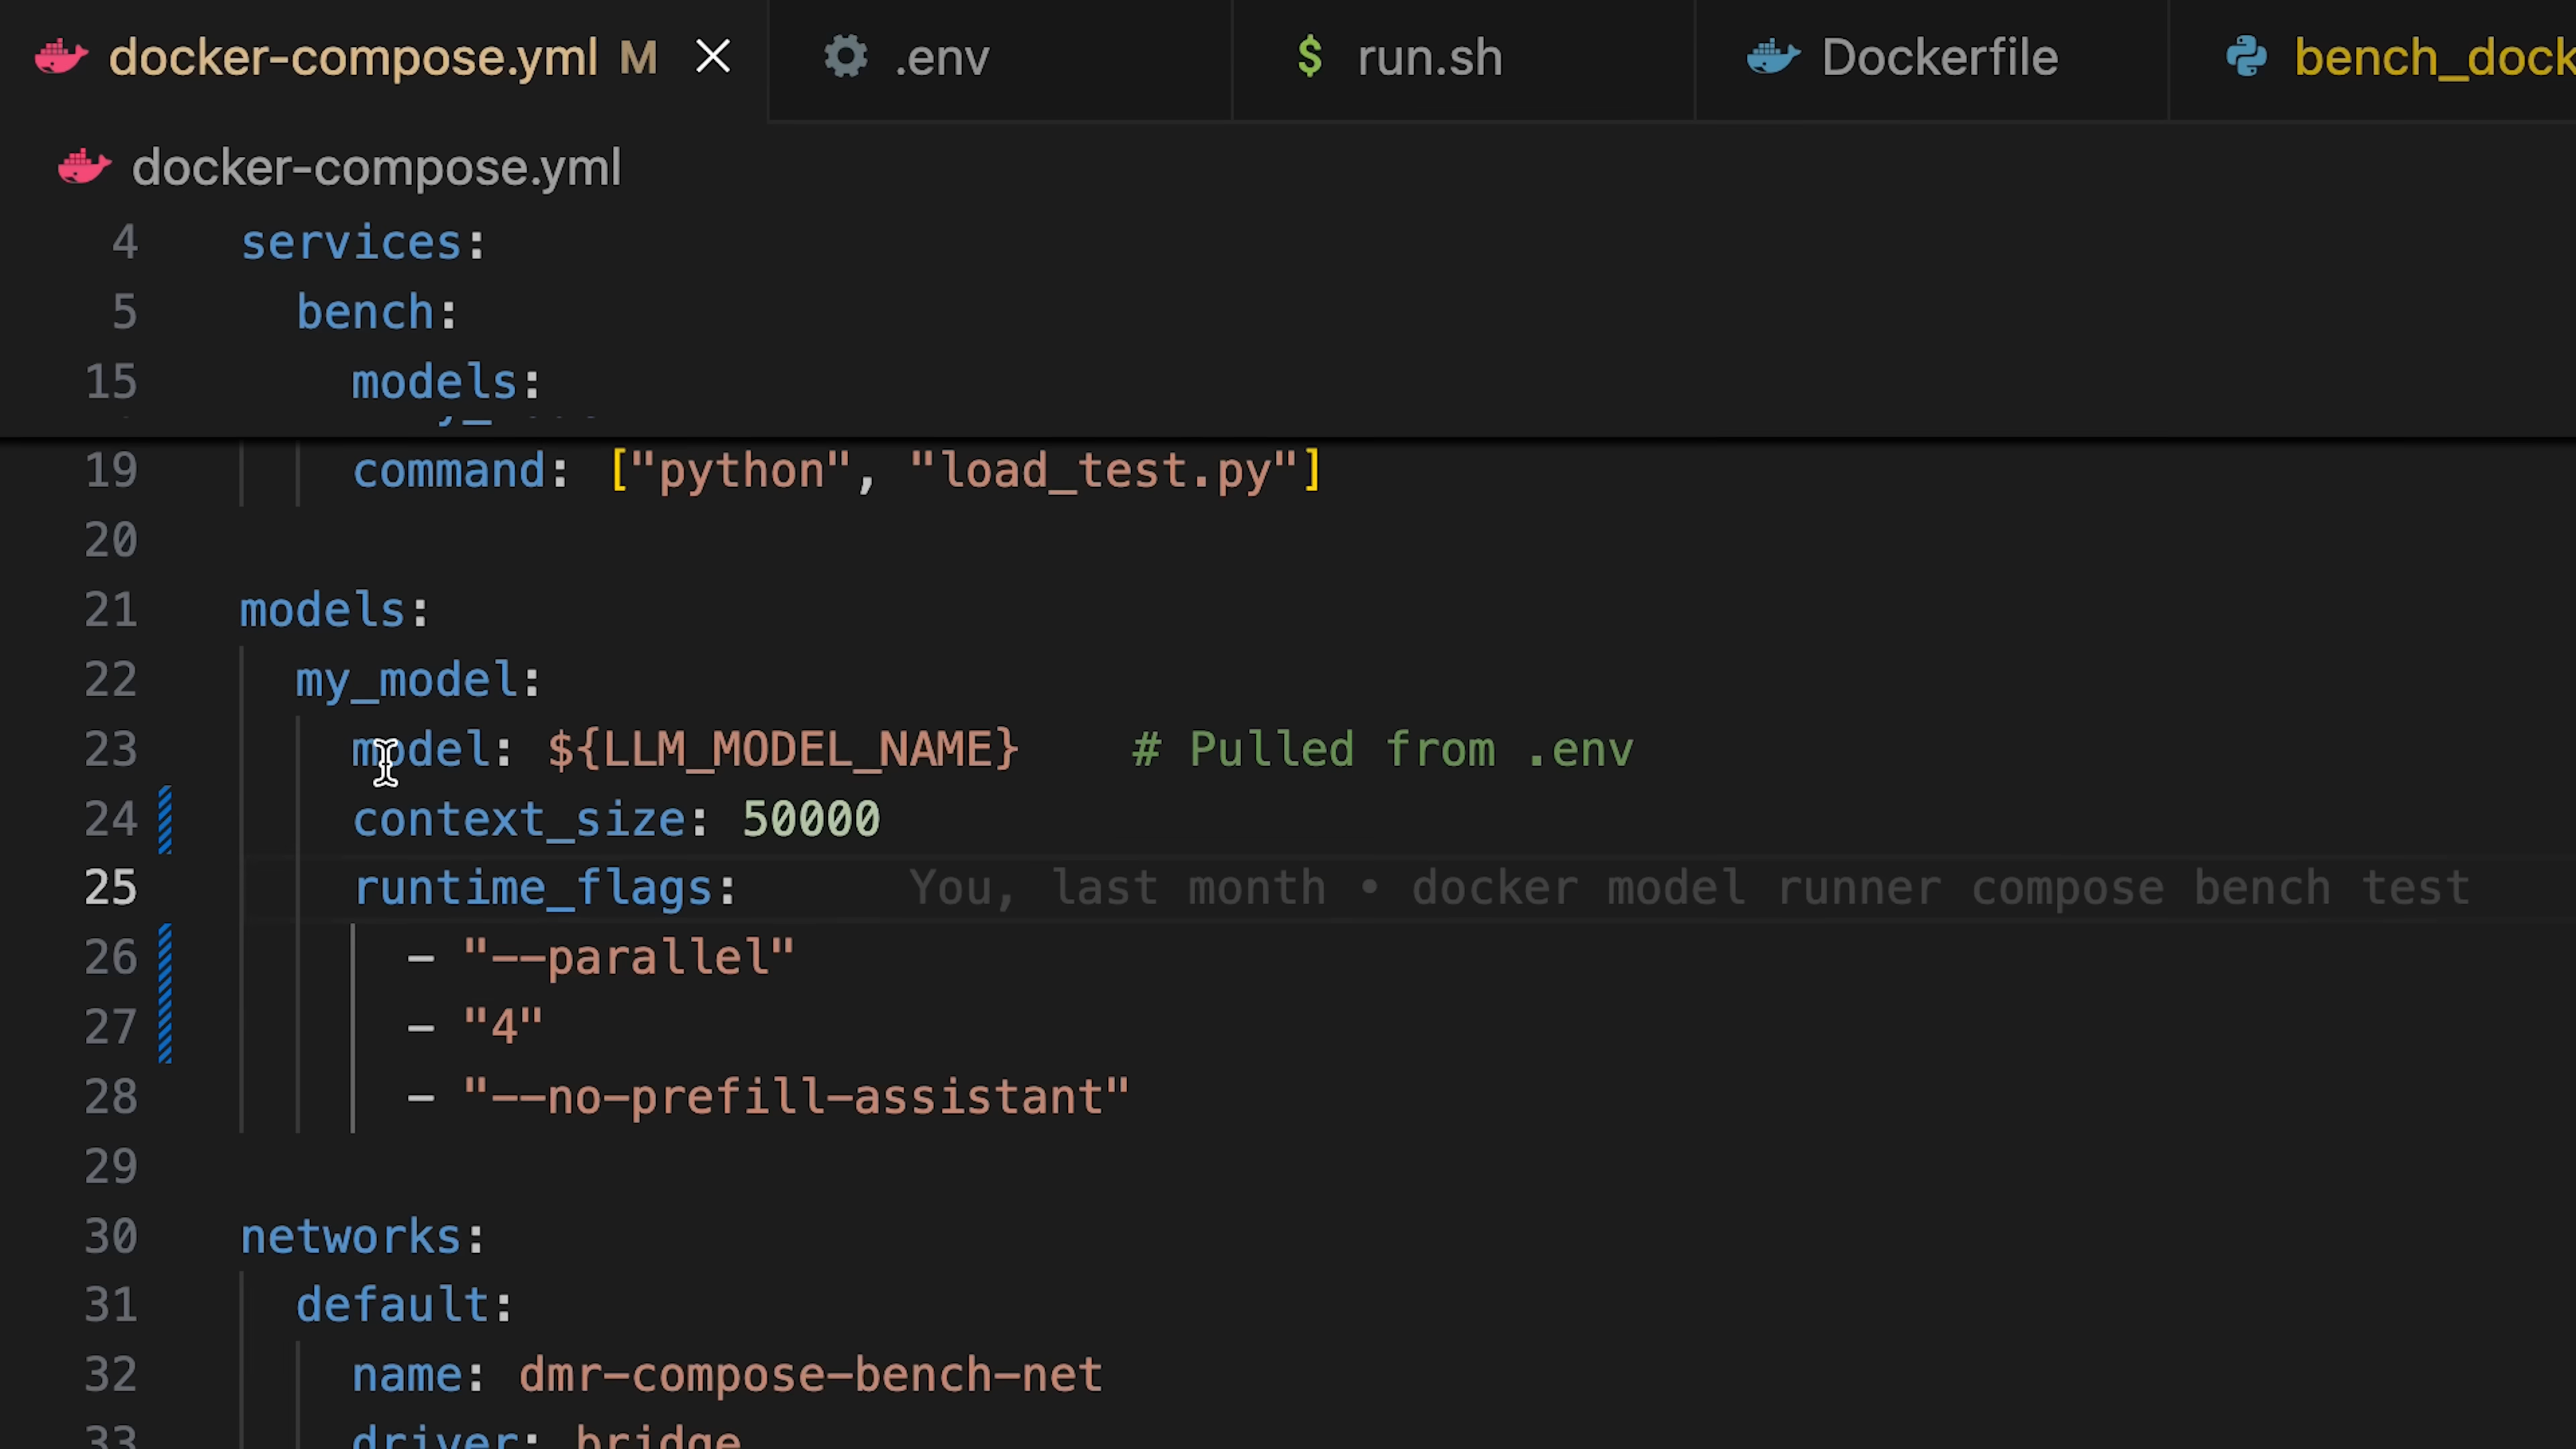 docker-compose.yml M .env $ run.sh Dockerfile bench_dock
docker-compose.yml
4 services:
5 bench:
15 models:
19 command: ["python", "load_test.py"]
20
21 models:
22 my_model:
23 model: ${LLM_MODEL_NAME} # Pulled from .env
24 context_size: 50000
25 runtime_flags: You, last month • docker model runner compose bench test
26 - "--parallel"
27 - "4"
28 - "--no-prefill-assistant"
29
30 networks:
31 default:
32 name: dmr-compose-bench-net
33 driver: bridge